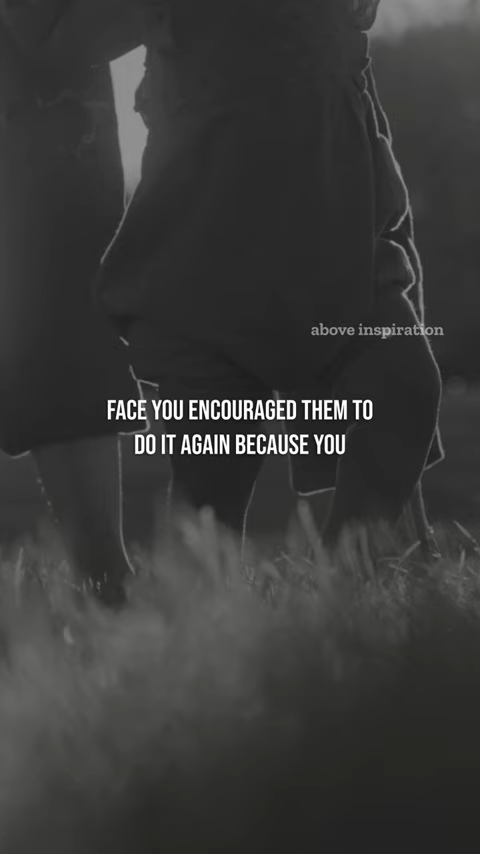 above inspiration
FACE YOU ENCOURAGED THEM TO
DO IT AGAIN BECAUSE YOU